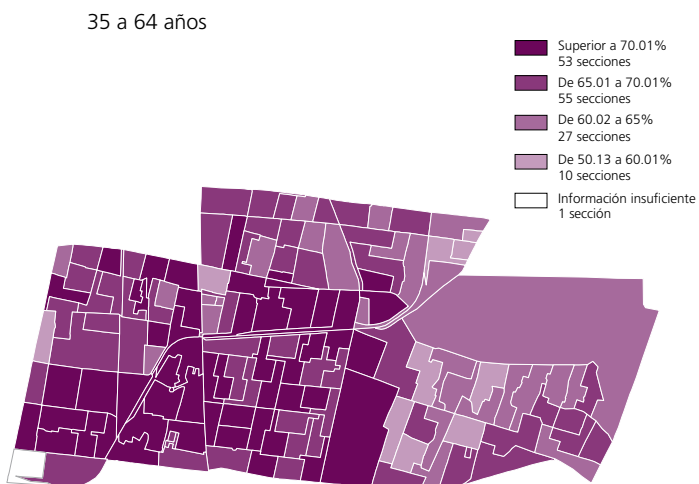 35 a 64 años
Superior a 70.01%
53 secciones
De 65.01 a 70.01%
55 secciones
De 60.02 a 65%
27 secciones
De 50.13 a 60.01%
10 secciones
Información insuficiente
1 sección